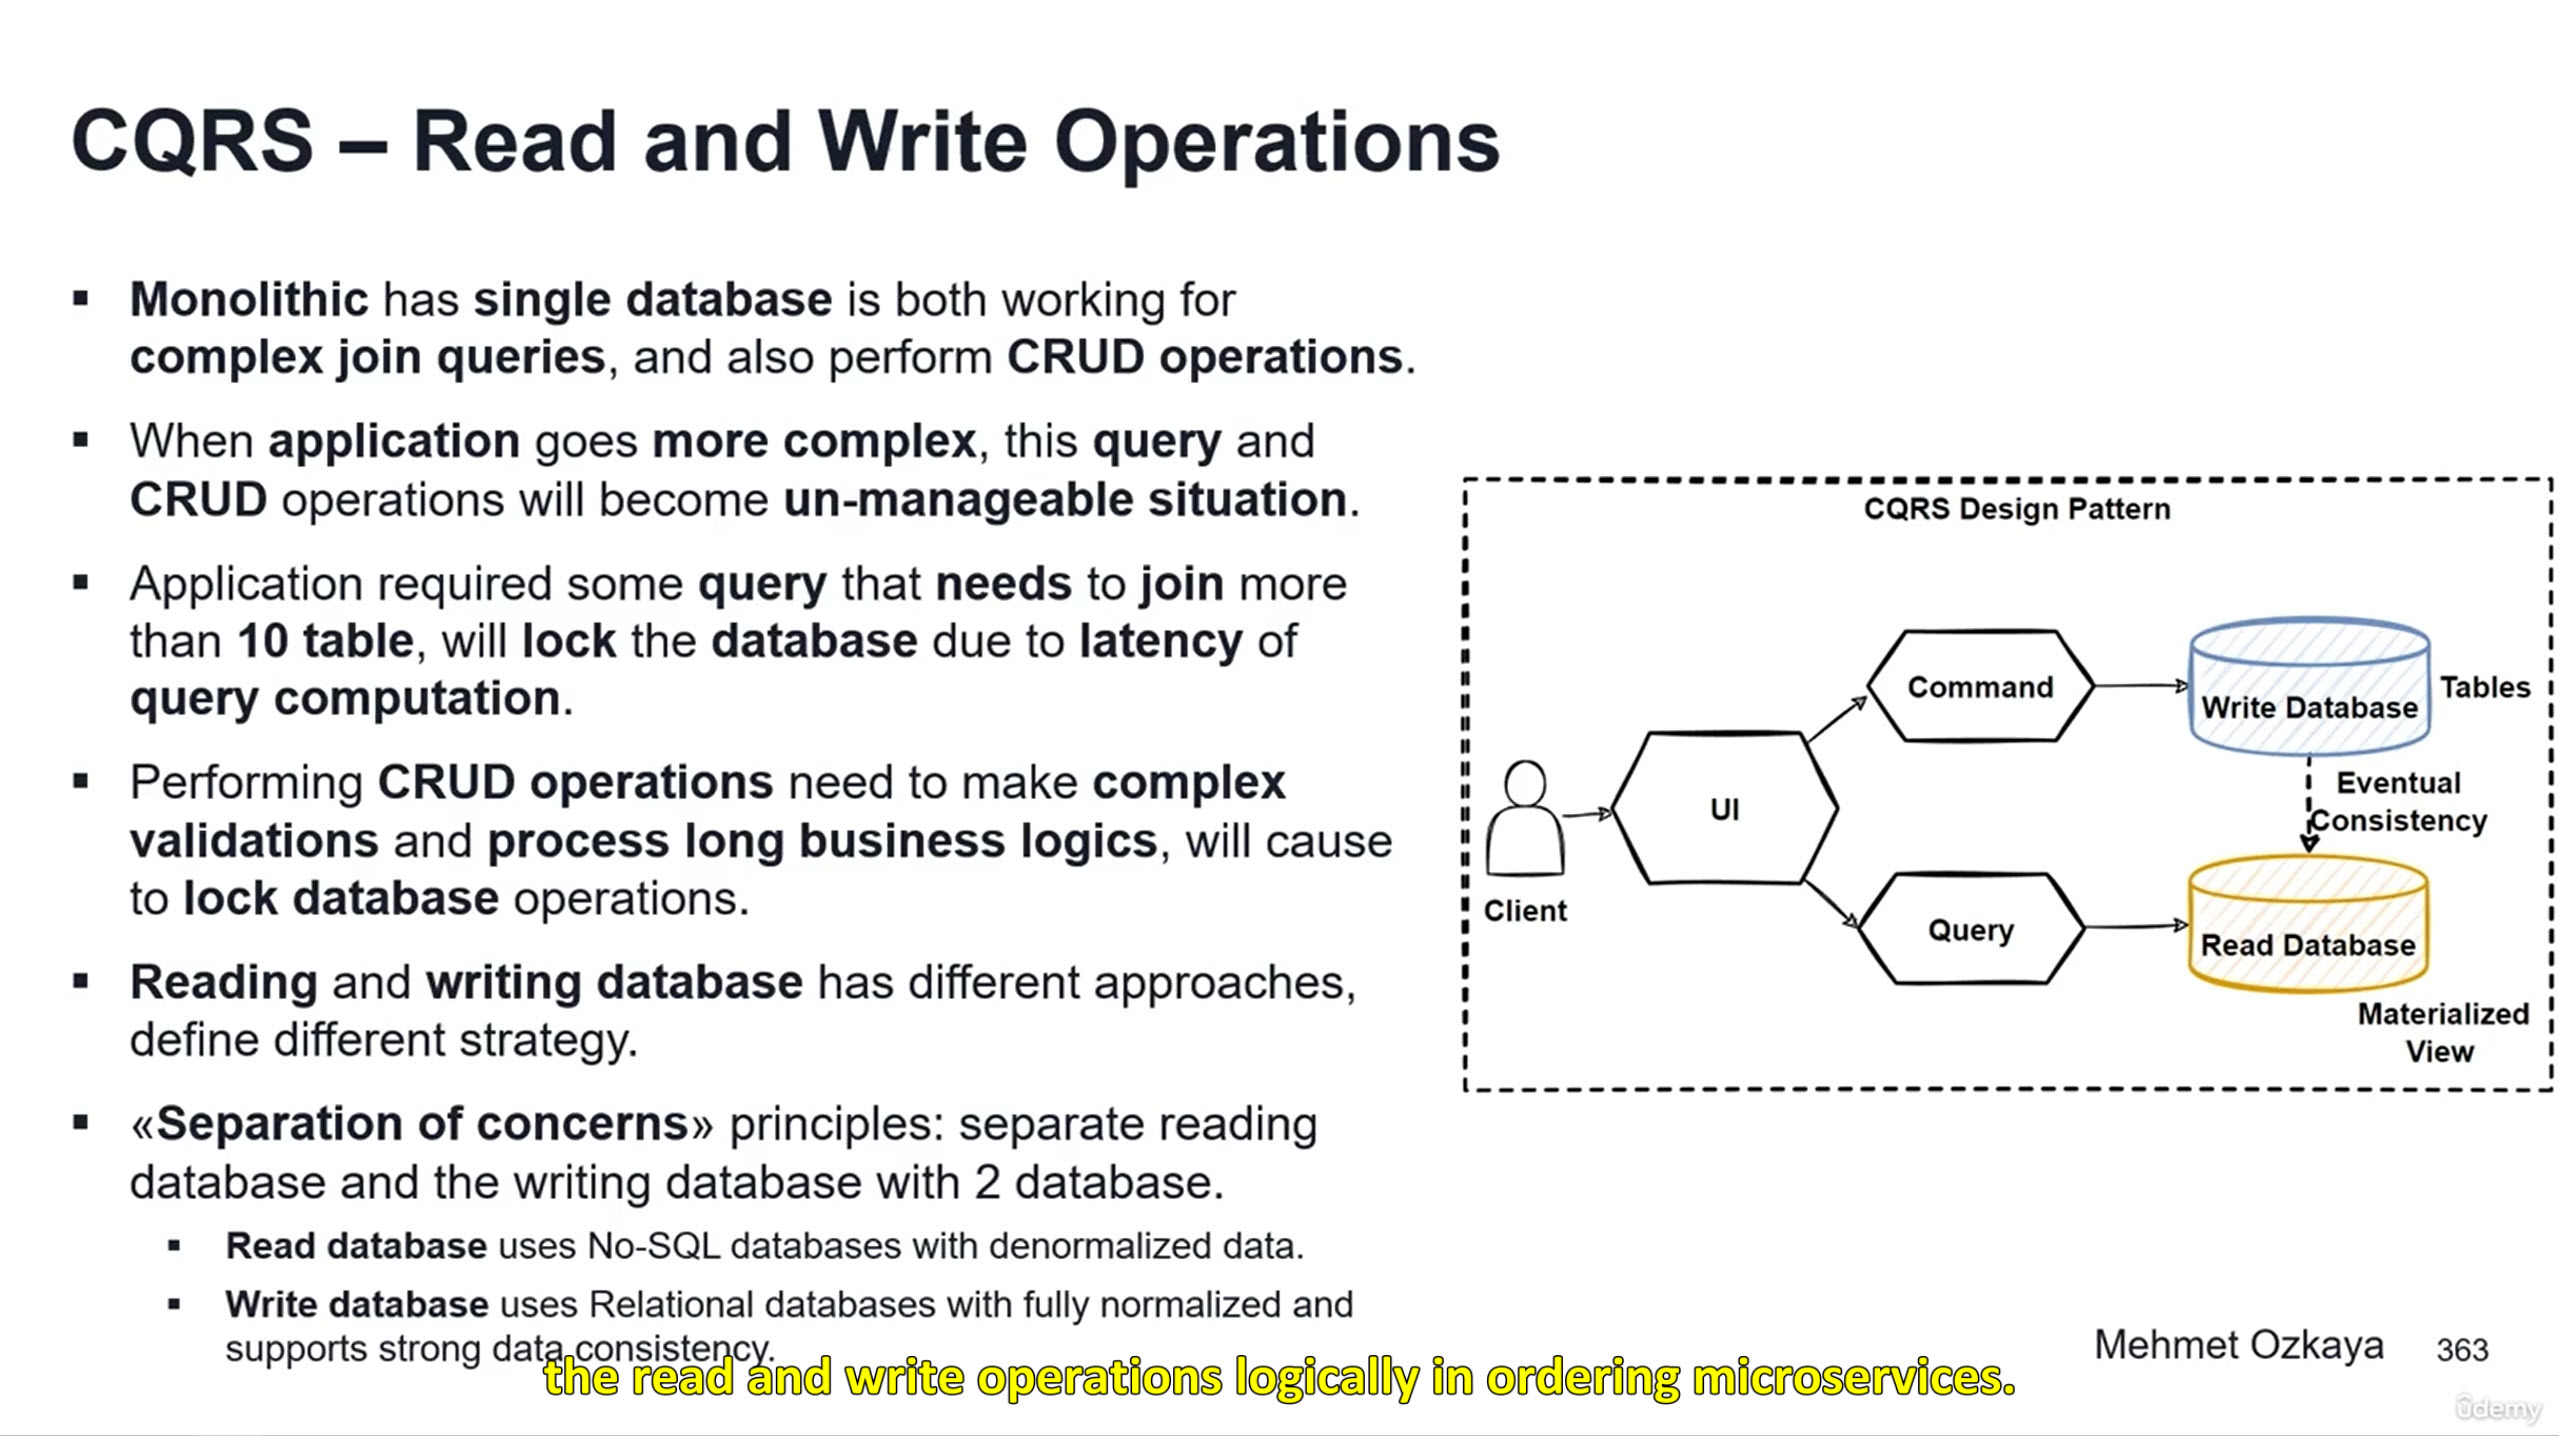 CQRS – Read and Write Operations
▪ Monolithic has single database is both working for
complex join queries, and also perform CRUD operations.
▪ When application goes more complex, this query and
CRUD operations will become un-manageable situation.
▪ Application required some query that needs to join more
than 10 table, will lock the database due to latency of
query computation.
▪ Performing CRUD operations need to make complex
validations and process long business logics, will cause
to lock database operations.
▪ Reading and writing database has different approaches,
define different strategy.
▪ «Separation of concerns» principles: separate reading
database and the writing database with 2 database.
▪ Read database uses No-SQL databases with denormalized data.
▪ Write database uses Relational databases with fully normalized and
supports strong data consistency.
CQRS Design Pattern
Client
UI
Command
Write Database
Tables
Eventual
Consistency
Query
Read Database
Materialized
View
Mehmet Ozkaya 363
the read and write operations logically in ordering microservices.
ûdemy